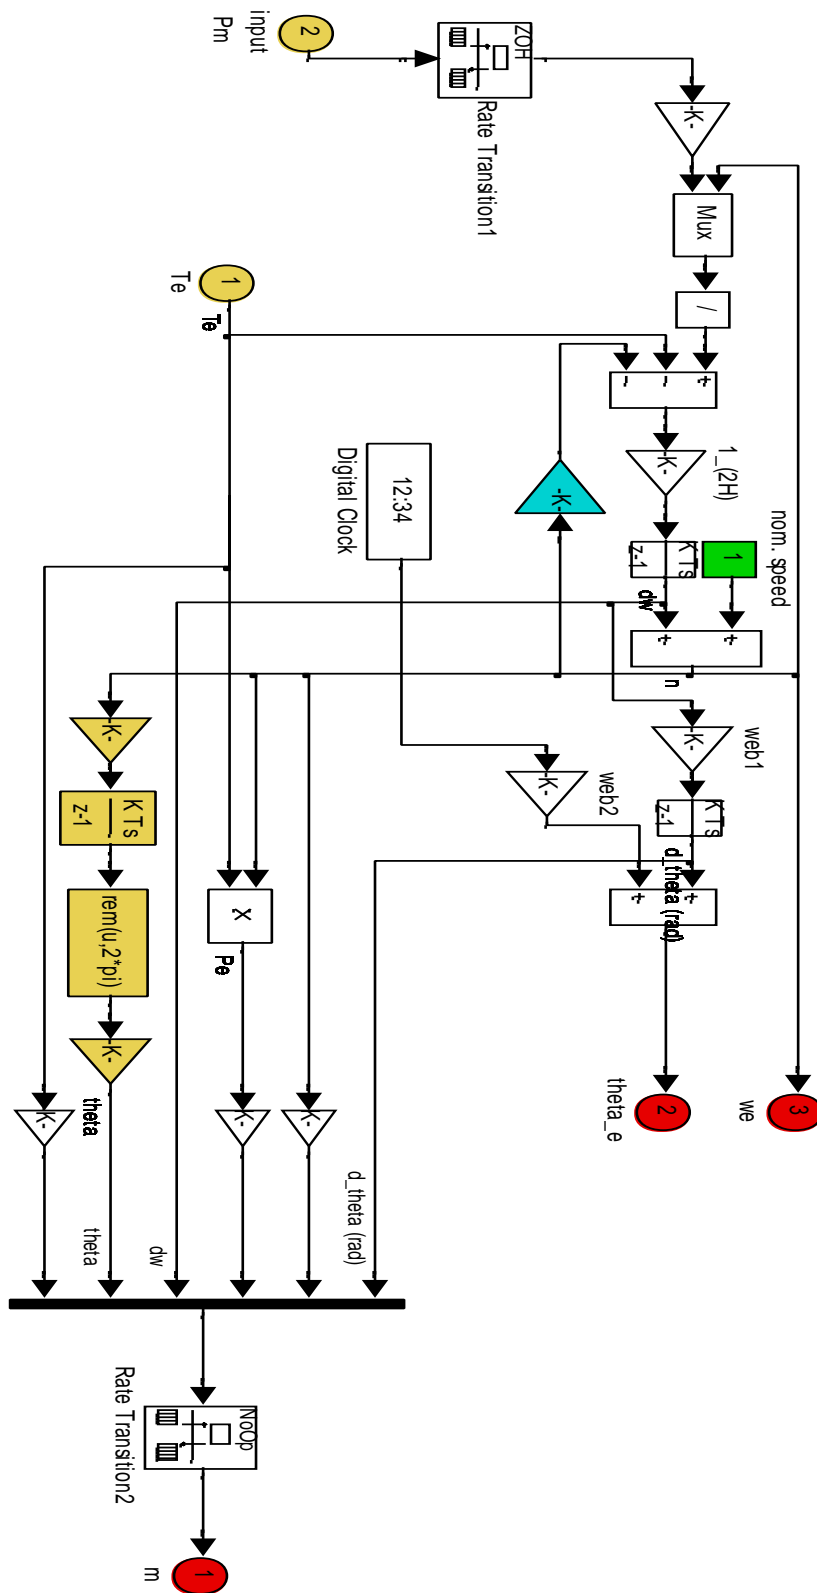 2
input
Pm
ZOH
Rate Transition1
-K-
Mux
/
1
Te
Te
-
-
+
-K-
1_(2H)
-K-
12:34
Digital Clock
K Ts
z-1
dw
1
nom. speed
+
+
n
-K-
web1
-K-
web2
K Ts
z-1
d_theta (rad)
+
+
-K-
K Ts
z-1
rem(u,2*pi)
-K-
theta
X
Pe
-K-
-K-
-K-
2
theta_e
3
we
theta
dw
d_theta (rad)
NoOp
Rate Transition2
1
m